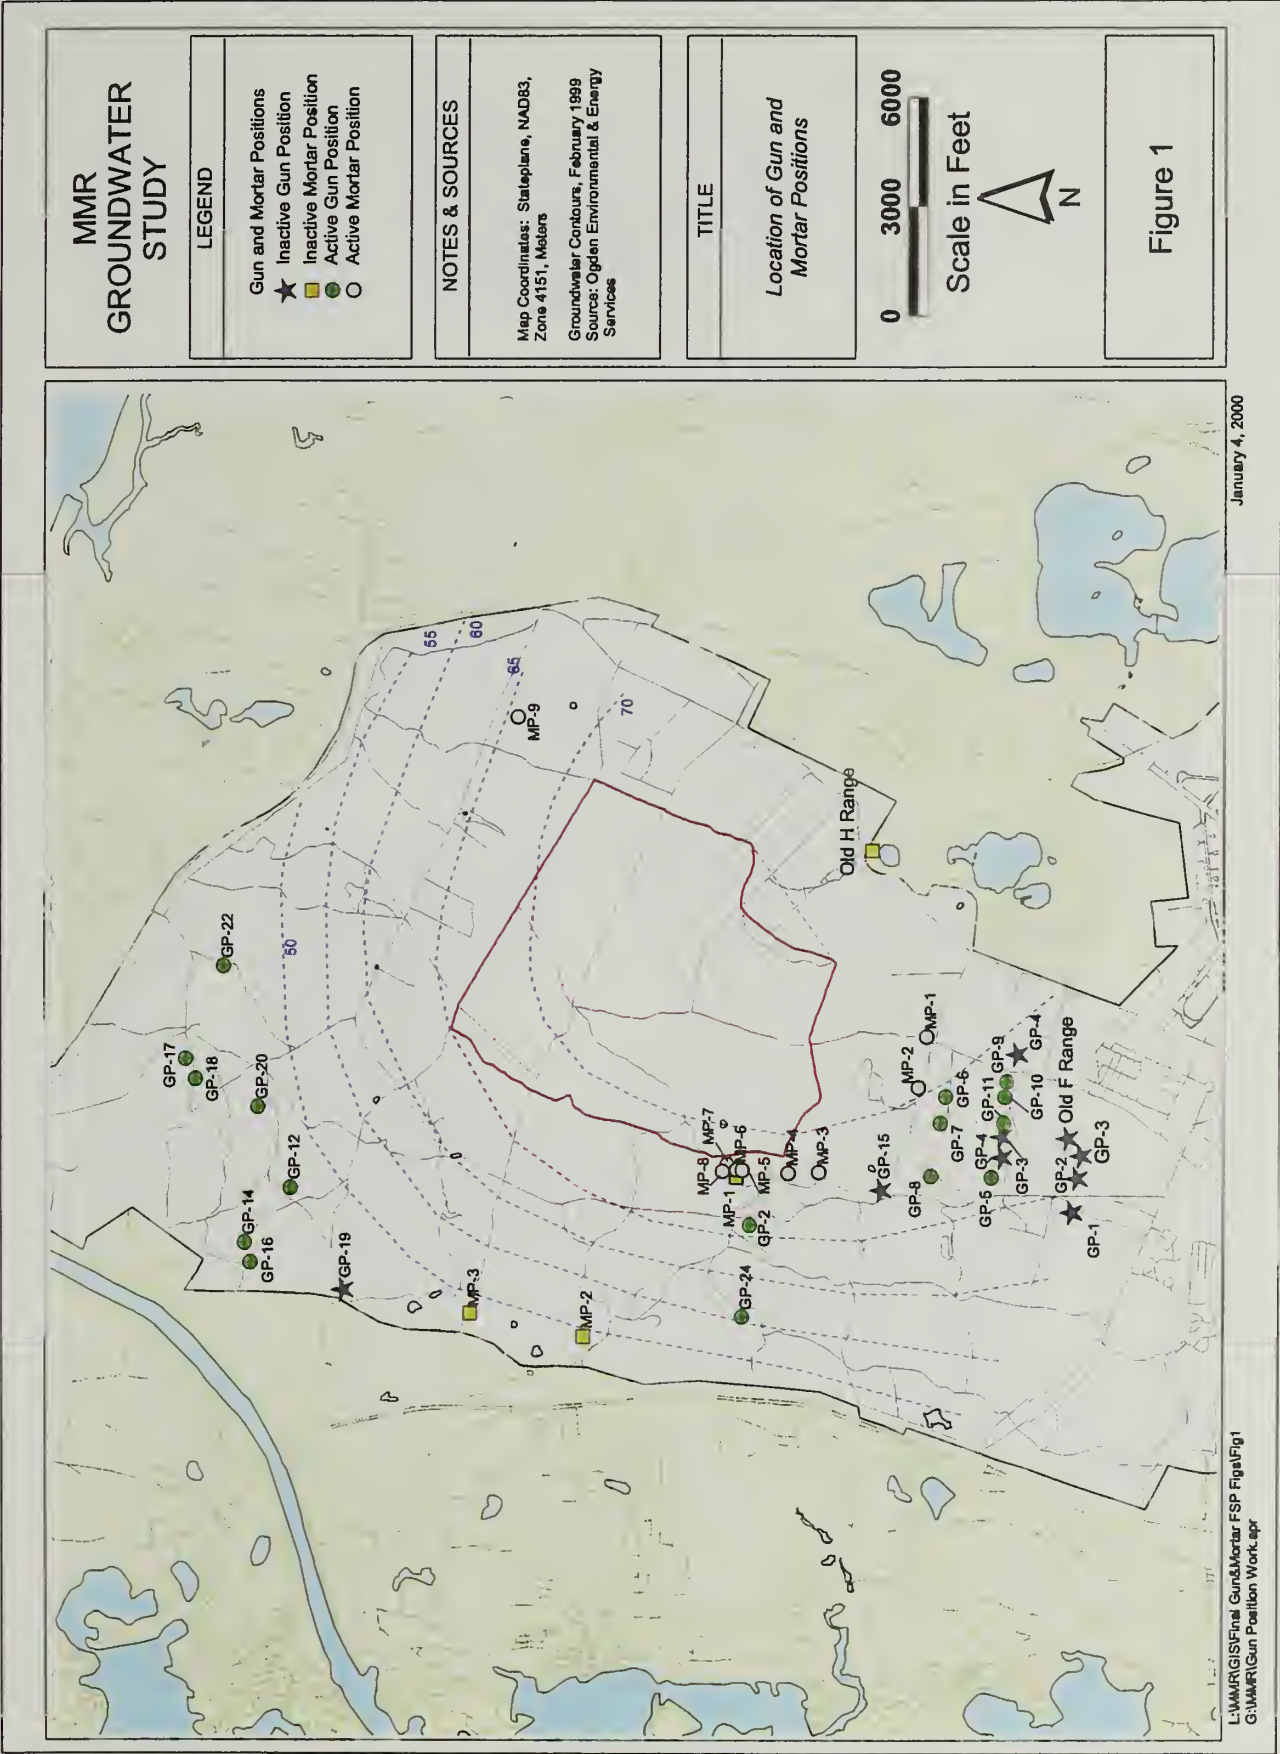 MMR
GROUNDWATER
STUDY
LEGEND
Gun and Mortar Positions
Inactive Gun Position
Inactive Mortar Position
Active Gun Position
Active Mortar Position
NOTES & SOURCES
Map Coordinates: Stateplane, NAD83,
Zone 4151, Meters
Groundwater Contours, February 1999
Source: Ogden Environmental & Energy
Services
TITLE
Location of Gun and
Mortar Positions
0 3000 6000
Scale in Feet
N
Figure 1
GP-22
GP-17
GP-18
GP-20
GP-12
GP-14
GP-16
GP-19
MP-3
MP-2
50
55
60
65
70
MP-9
Old H Range
MP-7
MP-8
MP-6
MP-5
MP-1
MP-4
MP-3
GP-2
GP-24
GP-15
MP-1
MP-2
GP-6
GP-7
GP-8
GP-9
GP-4
GP-11
GP-10
GP-4
GP-3
GP-5
Old F Range
GP-2
GP-3
GP-1
January 4, 2000
L:\MMR\GIS\Final Gun&Mortar FSP Figs\Fig1
G:\MMR\Gun Position Work.apr